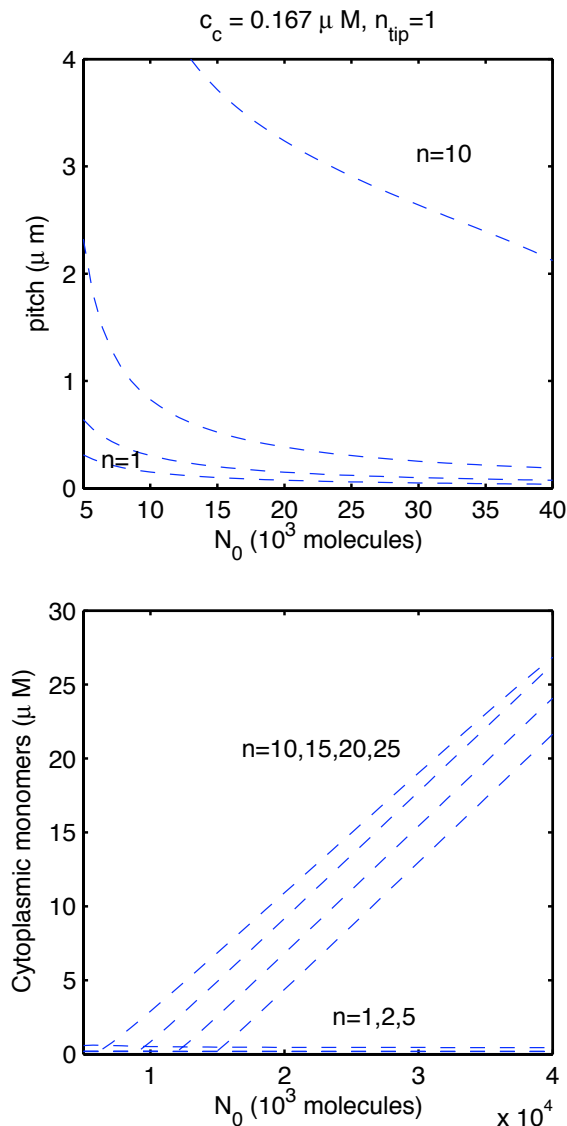 c_c = 0.167 μ M, n_tip=1
4
3
2
1
0
pitch (μ m)
n=10
n=1
5 10 15 20 25 30 35 40
N_0 (10^3 molecules)
30
25
20
15
10
5
0
Cytoplasmic monomers (μ M)
n=10,15,20,25
n=1,2,5
1 2 3 4
N_0 (10^3 molecules)
x 10^4